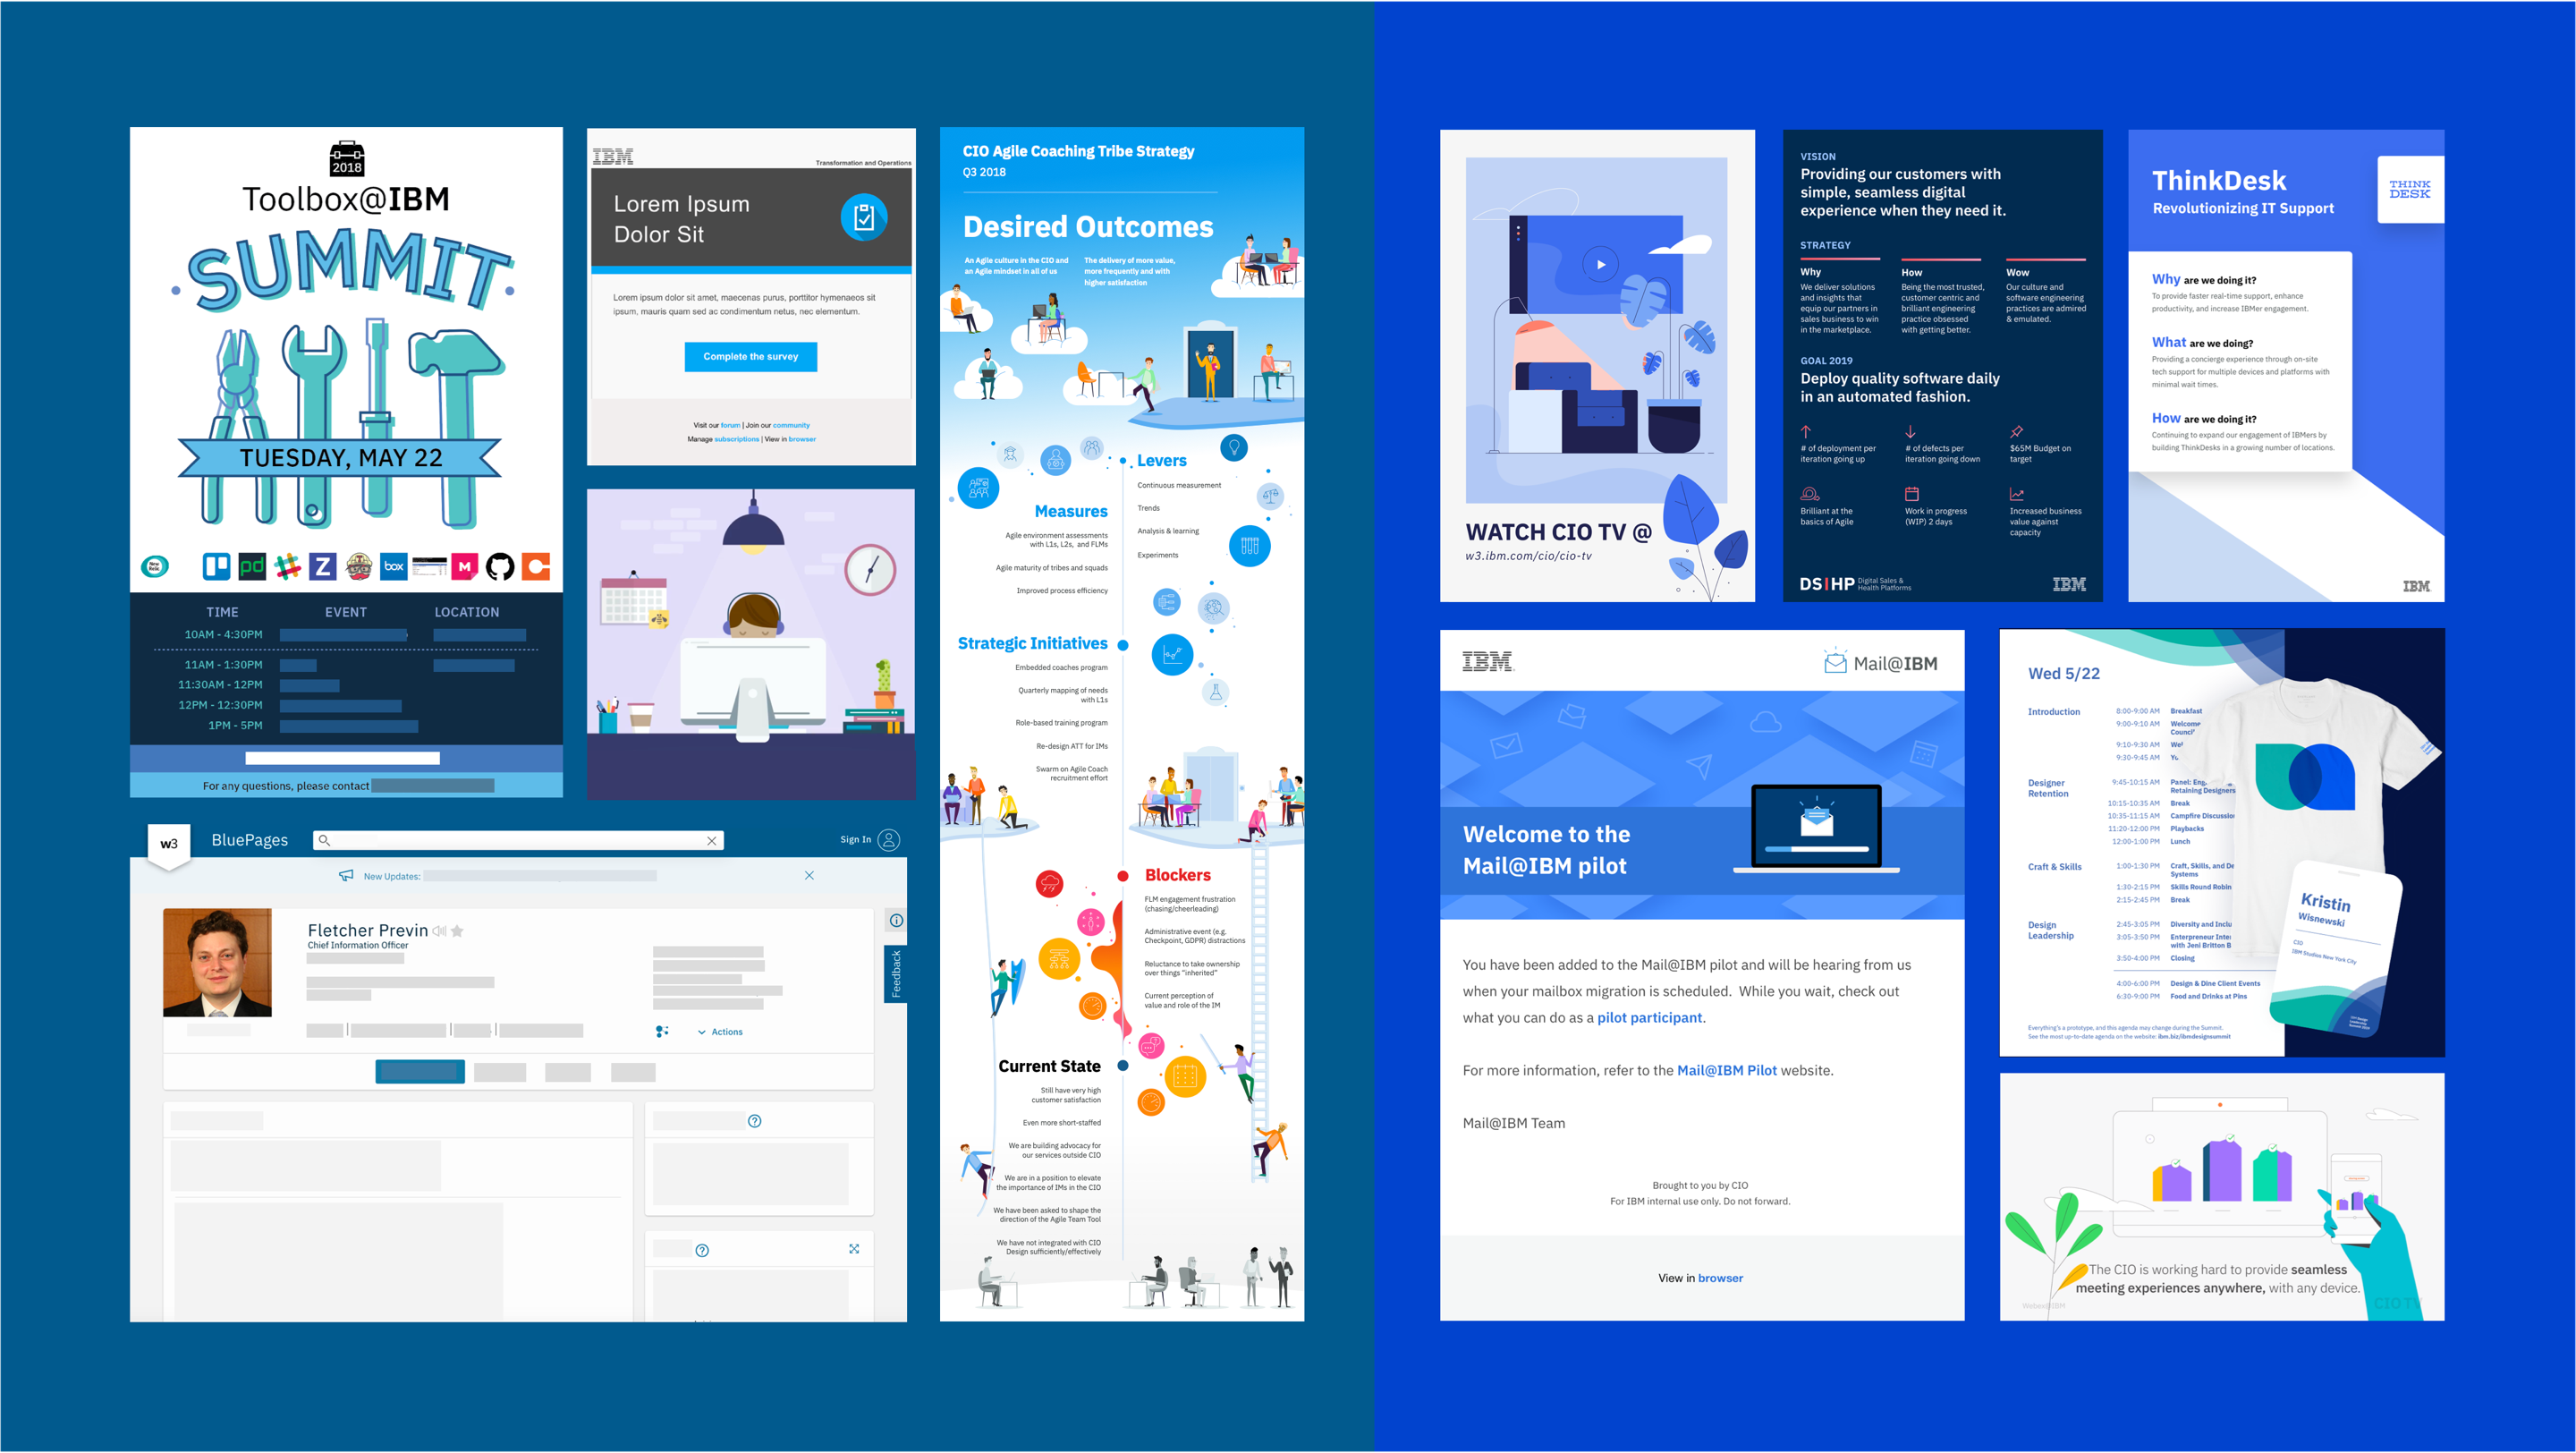 2018
Toolbox@IBM
SUMMIT
TUESDAY, MAY 22
New Relic
pd
Z
box
M
TIME EVENT LOCATION
10AM - 4:30PM
11AM - 1:30PM
11:30AM - 12PM
12PM - 12:30PM
1PM - 5PM
For any questions, please contact
IBM
Transformation and Operations
Lorem Ipsum
Dolor Sit
Lorem ipsum dolor sit amet, maecenas purus, porttitor hymenaeos sit
ipsum, mauris quam sed ac condimentum netus, nec elementum.
Complete the survey
Visit our forum | Join our community
Manage subscriptions | View in browser
w3
BluePages
Sign In
New Updates:
Fletcher Previn
Chief Information Officer
Feedback
Actions
CIO Agile Coaching Tribe Strategy
Q3 2018
Desired Outcomes
An Agile culture in the CIO and
an Agile mindset in all of us
The delivery of more value,
more frequently and with
higher satisfaction
Levers
Continuous measurement
Trends
Analysis & learning
Experiments
Measures
Agile environment assessments
with L1s, L2s, and FLMs
Agile maturity of tribes and squads
Improved process efficiency
Strategic Initiatives
Embedded coaches program
Quarterly mapping of needs
with L1s
Role-based training program
Re-design ATT for IMs
Swarm on Agile Coach
recruitment effort
Blockers
FLM engagement frustration
(chasing/cheerleading)
Administrative event (e.g.
Checkpoint, GDPR) distractions
Reluctance to take ownership
over things "inherited"
Current perception of
value and role of the IM
Current State
Still have very high
customer satisfaction
Even more short-staffed
We are building advocacy for
our services outside CIO
We are in a position to elevate
the importance of IMs in the CIO
We have been asked to shape the
direction of the Agile Team Tool
We have not integrated with CIO
Design sufficiently/effectively
WATCH CIO TV @
w3.ibm.com/cio/cio-tv
VISION
Providing our customers with
simple, seamless digital
experience when they need it.
STRATEGY
Why
We deliver solutions
and insights that
equip our partners in
sales business to win
in the marketplace.
How
Being the most trusted,
customer centric and
brilliant engineering
practice obsessed
with getting better.
Wow
Our culture and
software engineering
practices are admired
& emulated.
GOAL 2019
Deploy quality software daily
in an automated fashion.
# of deployment per
iteration going up
# of defects per
iteration going down
$65M Budget on
target
Brilliant at the
basics of Agile
Work in progress
(WIP) 2 days
Increased business
value against
capacity
DS|HP Digital Sales &
Health Platforms
IBM
ThinkDesk
Revolutionizing IT Support
THINK
DESK
Why are we doing it?
To provide faster real-time support, enhance
productivity, and increase IBMer engagement.
What are we doing?
Providing a concierge experience through on-site
tech support for multiple devices and platforms with
minimal wait times.
How are we doing it?
Continuing to expand our engagement of IBMers by
building ThinkDesks in a growing number of locations.
IBM
IBM
Mail@IBM
Welcome to the
Mail@IBM pilot
You have been added to the Mail@IBM pilot and will be hearing from us
when your mailbox migration is scheduled. While you wait, check out
what you can do as a pilot participant.
For more information, refer to the Mail@IBM Pilot website.
Mail@IBM Team
Brought to you by CIO
For IBM internal use only. Do not forward.
View in browser
Wed 5/22
Introduction
8:00-9:00 AM Breakfast
9:00-9:10 AM Welcome
9:10-9:30 AM
9:30-9:45 AM
Designer
Retention
9:45-10:15 AM Panel:
Retaining Designers
10:15-10:35 AM Break
10:35-11:15 AM Campfire
11:20-12:00 PM Playbacks
12:00-1:00 PM Lunch
Craft & Skills
1:00-1:30 PM Craft, Skills, and
Systems
1:30-2:15 PM Skills Round Robin
2:15-2:45 PM Break
Design
Leadership
2:45-3:05 PM Diversity and
3:05-3:50 PM Enterpreneur
with Jeni Britton B
3:50-4:00 PM Closing
4:00-6:00 PM Design & Dine Client Events
6:30-9:00 PM Food and Drinks at Pins
Everything's a prototype, and this agenda may change during the Summit.
See the most up-to-date agenda on the website: ibm.biz/ibmdesignsummit
Kristin
Wisnewski
CIO
IBM Studios New York City
The CIO is working hard to provide seamless
meeting experiences anywhere, with any device.
Webex@IBM
CIO TV